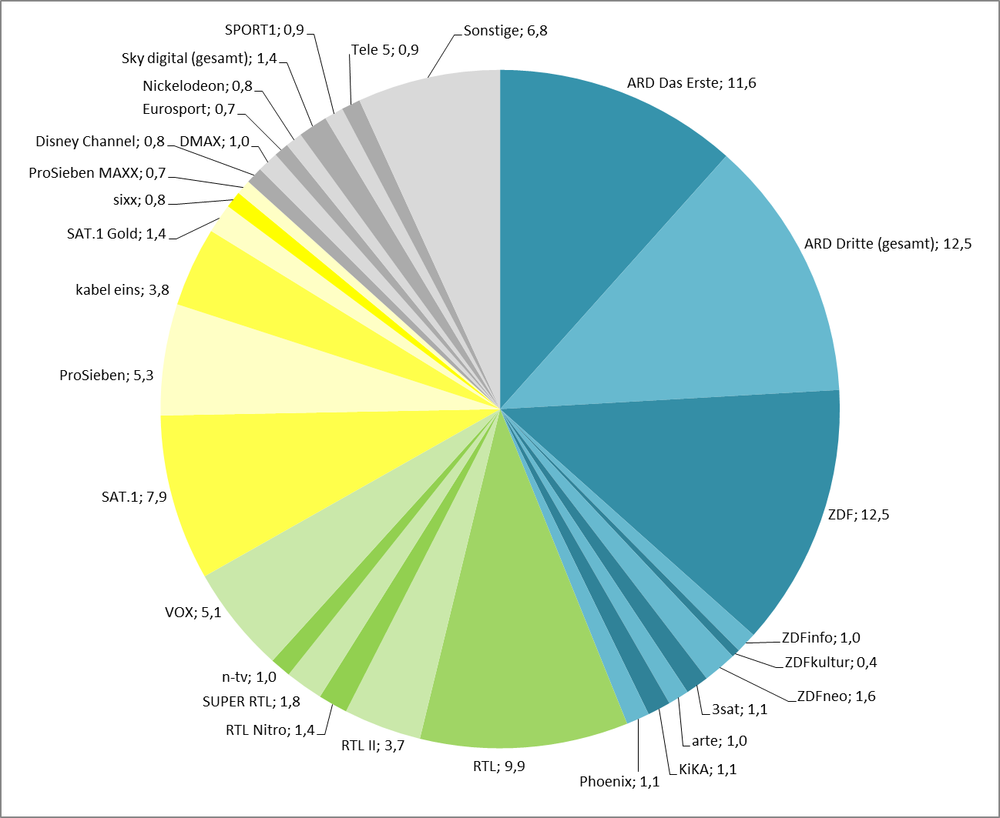 SPORT1; 0,9
Sonstige; 6,8
Tele 5; 0,9
Sky digital (gesamt); 1,4
ARD Das Erste; 11,6
Nickelodeon; 0,8
Eurosport; 0,7
Disney Channel; 0,8
DMAX; 1,0
ProSieben MAXX; 0,7
sixx; 0,8
SAT.1 Gold; 1,4
ARD Dritte (gesamt); 12,5
kabel eins; 3,8
ProSieben; 5,3
SAT.1; 7,9
ZDF; 12,5
VOX; 5,1
ZDFinfo; 1,0
ZDFkultur; 0,4
n-tv; 1,0
ZDFneo; 1,6
SUPER RTL; 1,8
3sat; 1,1
RTL Nitro; 1,4
arte; 1,0
RTL II; 3,7
RTL; 9,9
KiKA; 1,1
Phoenix; 1,1